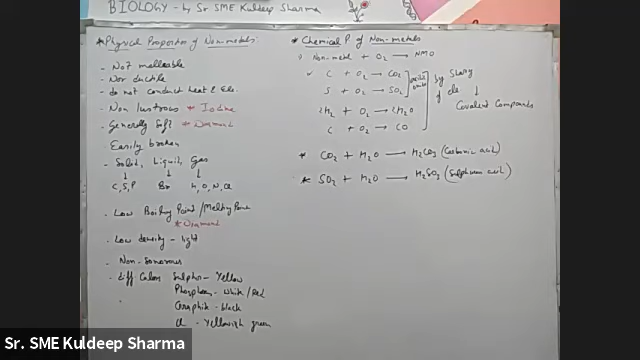 BIOLOGY - by Sr SME Kuldeep Sharma
* Physical Properties of Non-metals:
- Not malleable
- Nor ductile
- do not conduct heat & Ele.
- Non lustrous * Iodine
- Generally Soft * Diamond
Easily broken
- Solid, Liquid, Gas
↓ ↓ ↓
C, S, P Br H, O, N, Cl
- Low Boiling Point/Melting Point
* Diamond
- Low density - light
- Non-Sonorous
- diff Colors Sulphur - Yellow
Phosphorus - White/Red
Graphite - black
Cl - Yellowish green
* Chemical P of Non-metals
Non-metal + O2 → NMO
C + O2 → CO2
S + O2 → SO2
2H2 + O2 → 2H2O
C + O2 → CO
by Sharing
of ele.
↓
Covalent Compounds
* CO2 + H2O → H2CO3 (Carbonic acid)
* SO2 + H2O → H2SO3 (Sulphurous acid)
Sr. SME Kuldeep Sharma